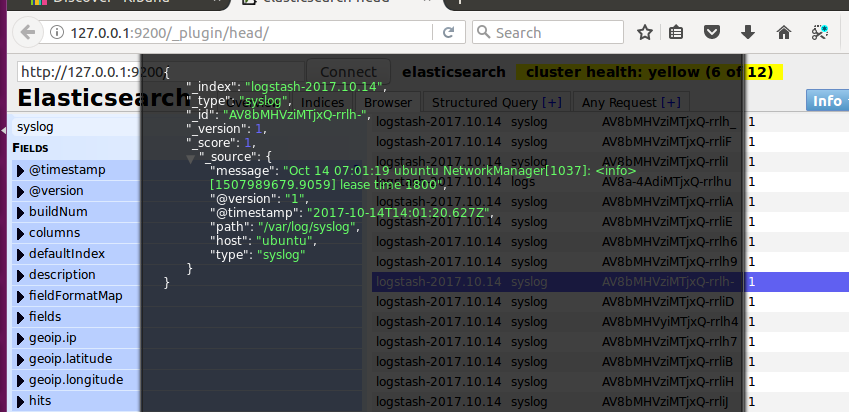 Discover - Kibana
elasticsearch-head
127.0.0.1:9200/_plugin/head/
Search
http://127.0.0.1:9200
Connect
elasticsearch
cluster health: yellow (6 of 12)
Elasticsearch
Indices
Browser
Structured Query [+]
Any Request [+]
Info
syslog
FIELDS
@timestamp
@version
buildNum
columns
defaultIndex
description
fieldFormatMap
fields
geoip.ip
geoip.latitude
geoip.longitude
hits
{
"_index": "logstash-2017.10.14",
"_type": "syslog",
"_id": "AV8bMHVziMTjxQ-rrlh-",
"_version": 1,
"_score": 1,
"_source": {
"message": "Oct 14 07:01:19 ubuntu NetworkManager[1037]: <info>
[1507989679.9059] lease time 1800",
"@version": "1",
"@timestamp": "2017-10-14T14:01:20.627Z",
"path": "/var/log/syslog",
"host": "ubuntu",
"type": "syslog"
}
}
logstash-2017.10.14 syslog AV8bMHVziMTjxQ-rrlh_ 1
logstash-2017.10.14 syslog AV8bMHVziMTjxQ-rrliF 1
logstash-2017.10.14 syslog AV8bMHVziMTjxQ-rrliI 1
logstash-2017.10.14 logs AV8a-4AdiMTjxQ-rrlhu 1
logstash-2017.10.14 syslog AV8bMHVziMTjxQ-rrliA 1
logstash-2017.10.14 syslog AV8bMHVziMTjxQ-rrliE 1
logstash-2017.10.14 syslog AV8bMHVziMTjxQ-rrlh6 1
logstash-2017.10.14 syslog AV8bMHVziMTjxQ-rrlh9 1
logstash-2017.10.14 syslog AV8bMHVziMTjxQ-rrlh- 1
logstash-2017.10.14 syslog AV8bMHVziMTjxQ-rrliD 1
logstash-2017.10.14 syslog AV8bMHVyiMTjxQ-rrlh4 1
logstash-2017.10.14 syslog AV8bMHVziMTjxQ-rrlh7 1
logstash-2017.10.14 syslog AV8bMHVziMTjxQ-rrliB 1
logstash-2017.10.14 syslog AV8bMHVziMTjxQ-rrliH 1
logstash-2017.10.14 syslog AV8bMHVziMTjxQ-rrliJ 1